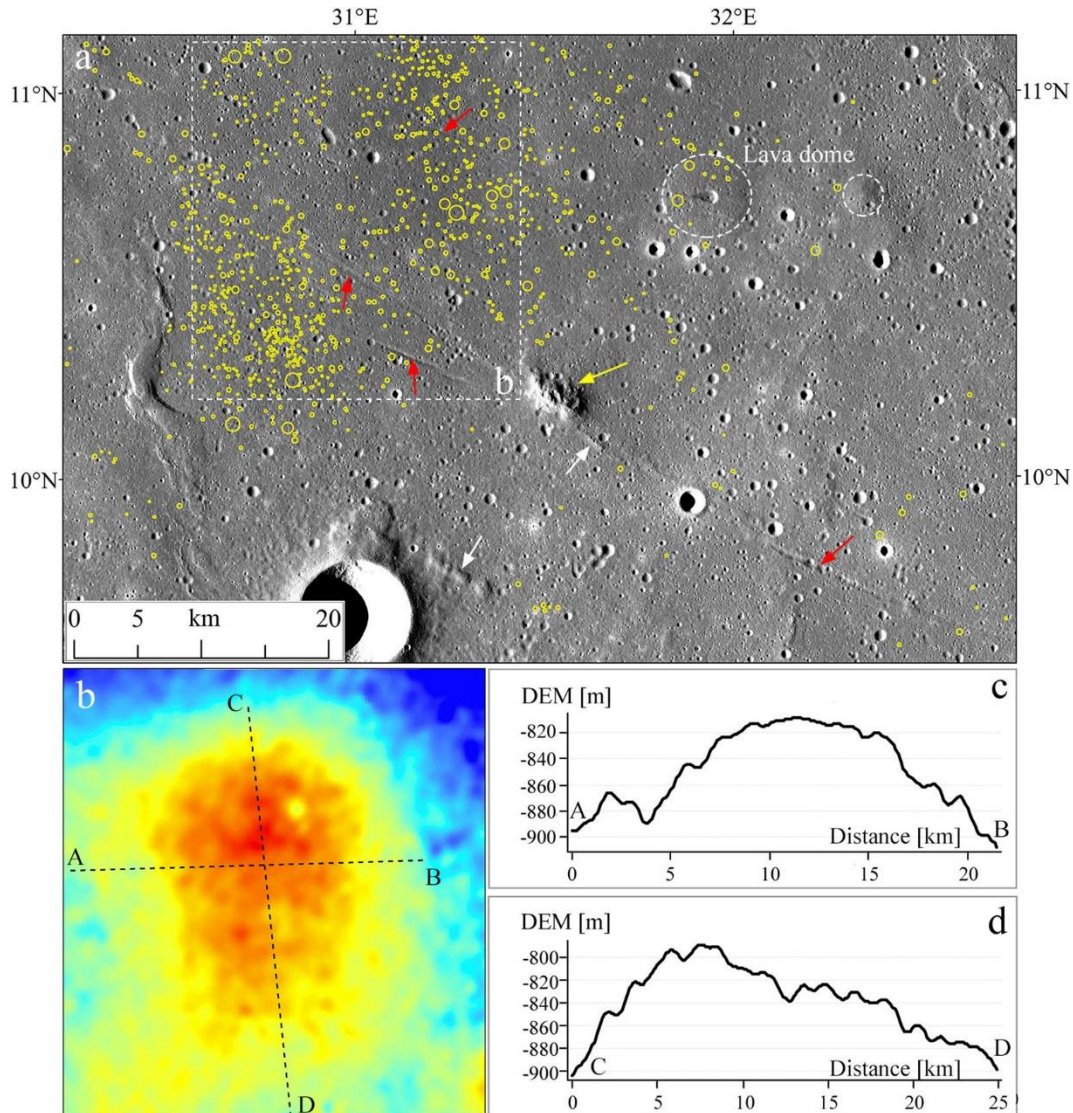 31°E 32°E
a
11°N 11°N
Lava dome
b
10°N 10°N
0 5 km 20
b
C
A
B
D
DEM [m] c
-820
-840
-860
-880
-900
A
B
Distance [km]
0 5 10 15 20
DEM [m] d
-800
-820
-840
-860
-880
-900
C
D
Distance [km]
0 5 10 15 20 25